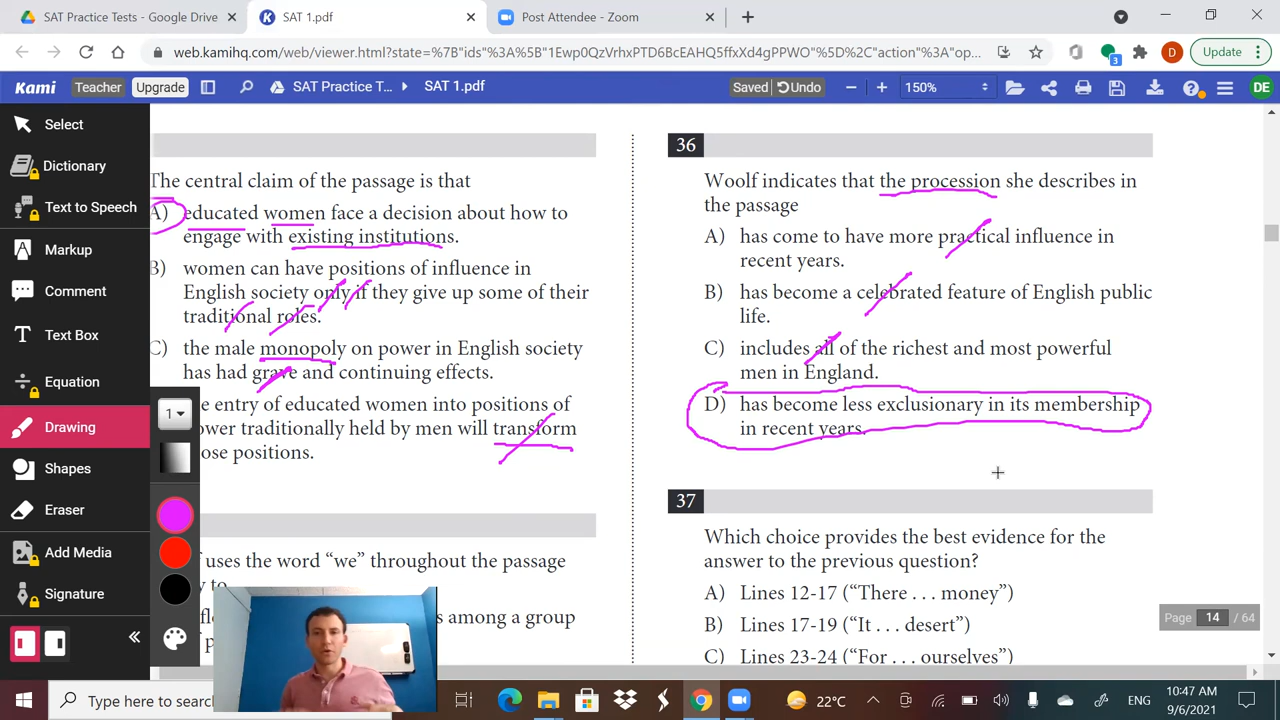 SAT Practice Tests - Google Drive
SAT 1.pdf
Post Attendee - Zoom
web.kamihq.com/web/viewer.html?state=%7B"ids"%3A%5B"1Ewp0QzVrhxPTD6BcEAHQ5ffxXd4gPPWO"%5D%2C"action"%3A"op...
3
D
Update
Kami
Teacher
Upgrade
SAT Practice T...
SAT 1.pdf
Saved
Undo
150%
DE
Select
Dictionary
Text to Speech
Markup
Comment
Text Box
Equation
Drawing
Shapes
Eraser
Add Media
Signature
1
The central claim of the passage is that
A) educated women face a decision about how to
engage with existing institutions.
B) women can have positions of influence in
English society only if they give up some of their
traditional roles.
C) the male monopoly on power in English society
has had grave and continuing effects.
entry of educated women into positions of
traditionally held by men will transform
positions.
uses the word “we” throughout the passage
to
among a group
36
Woolf indicates that the procession she describes in
the passage
A) has come to have more practical influence in
recent years.
B) has become a celebrated feature of English public
life.
C) includes all of the richest and most powerful
men in England.
D) has become less exclusionary in its membership
in recent years.
37
Which choice provides the best evidence for the
answer to the previous question?
A) Lines 12-17 (“There . . . money”)
B) Lines 17-19 (“It . . . desert”)
C) Lines 23-24 (“For . . . ourselves”)
Page 14 / 64
Type here to search
22°C
ENG
10:47 AM
9/6/2021